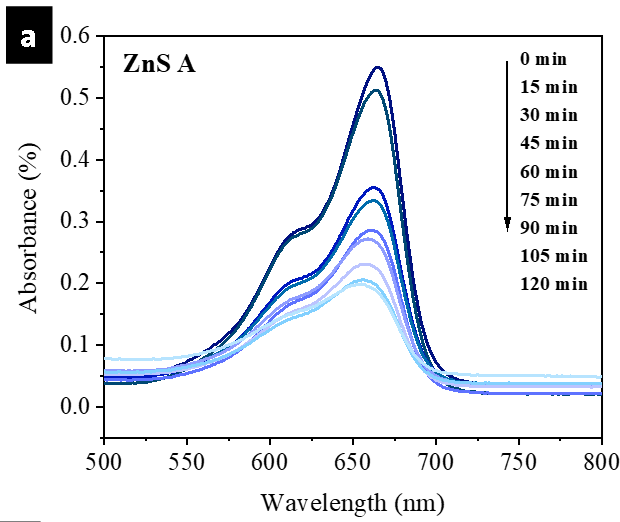 a
ZnS A
0 min
15 min
30 min
45 min
60 min
75 min
90 min
105 min
120 min
0.6
0.5
0.4
0.3
0.2
0.1
0.0
Absorbance (%)
500 550 600 650 700 750 800
Wavelength (nm)